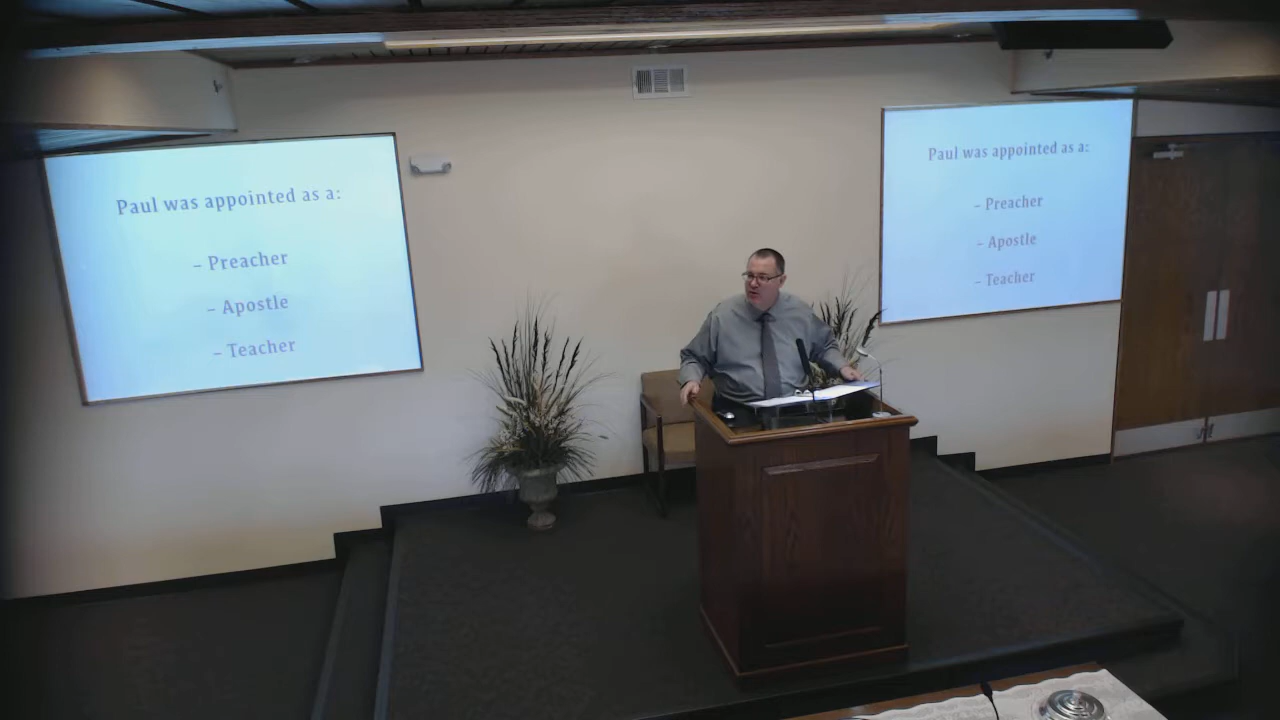 Paul was appointed as a:
– Preacher
– Apostle
– Teacher
Paul was appointed as a:
– Preacher
– Apostle
– Teacher